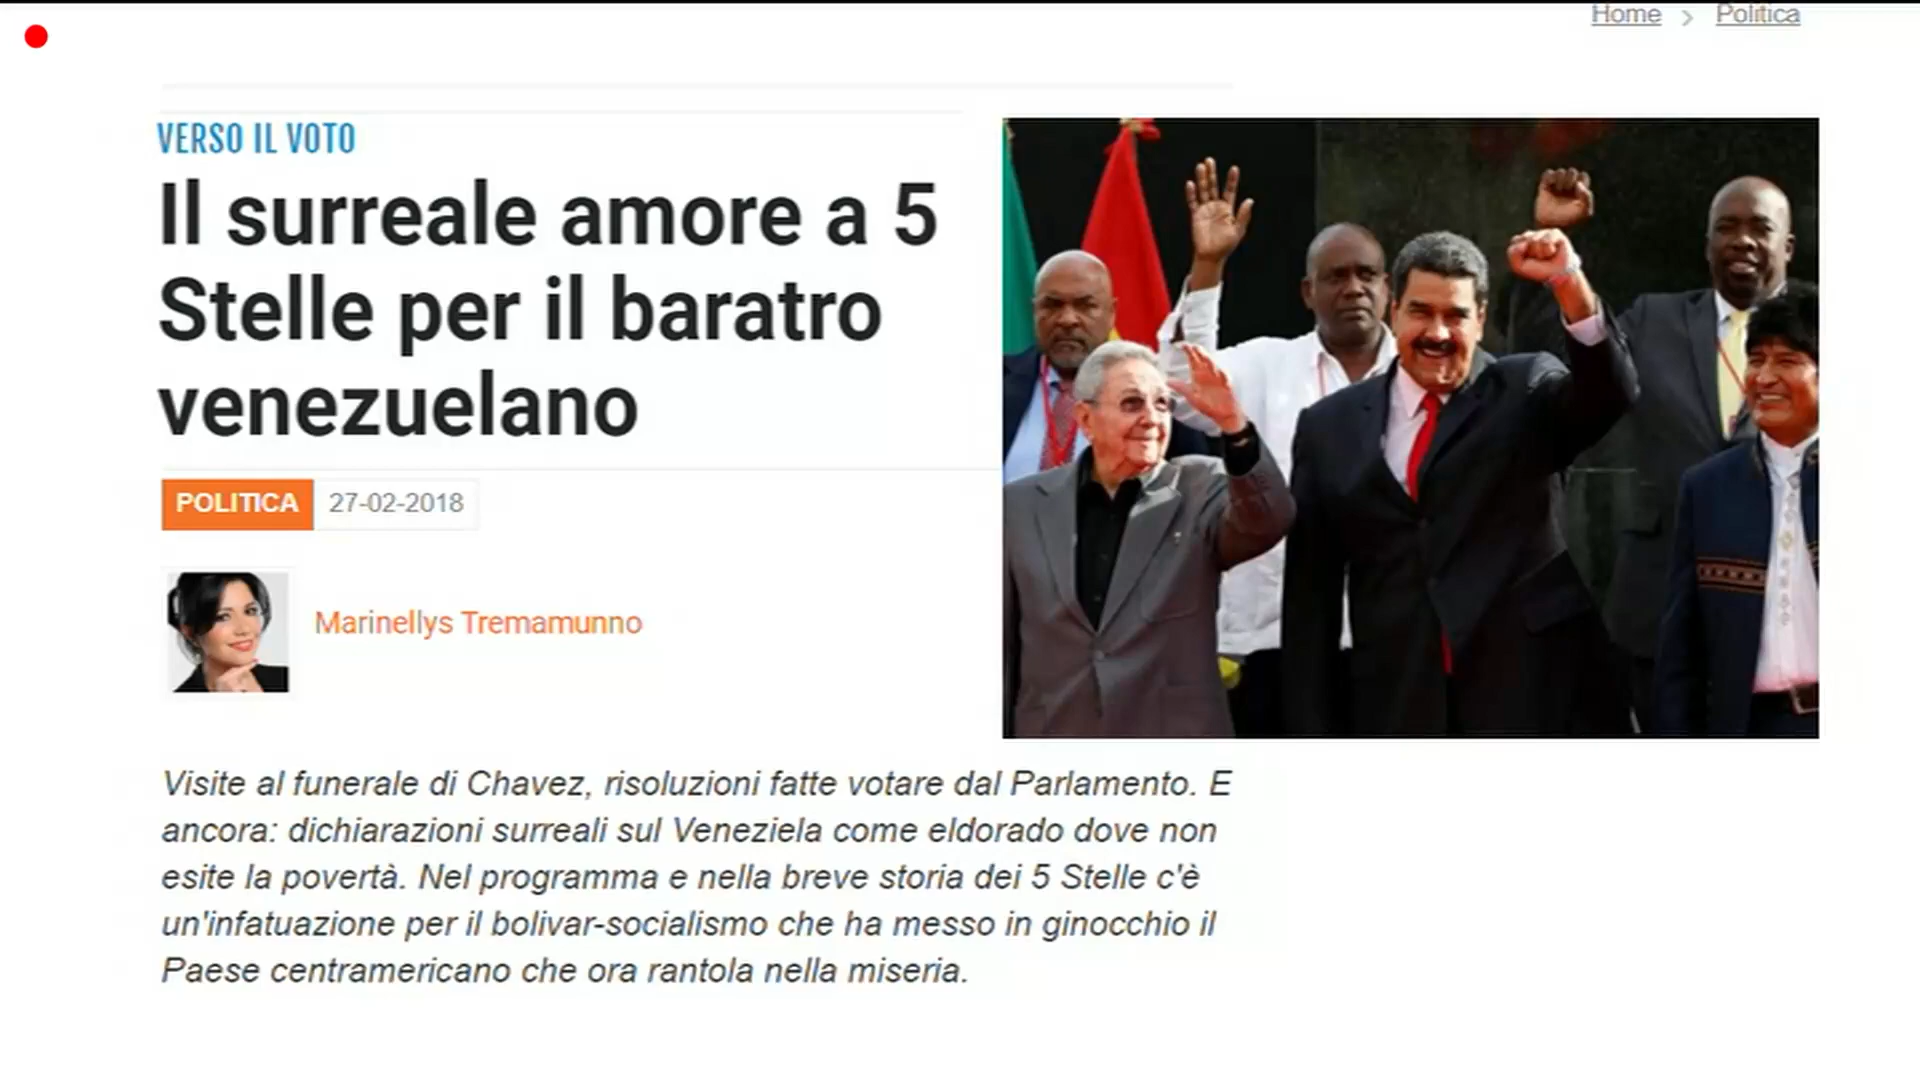 Home > Politica
VERSO IL VOTO
Il surreale amore a 5
Stelle per il baratro
venezuelano
POLITICA 27-02-2018
Marinellys Tremamunno
Visite al funerale di Chavez, risoluzioni fatte votare dal Parlamento. E
ancora: dichiarazioni surreali sul Veneziela come eldorado dove non
esite la povertà. Nel programma e nella breve storia dei 5 Stelle c'è
un'infatuazione per il bolivar-socialismo che ha messo in ginocchio il
Paese centramericano che ora rantola nella miseria.